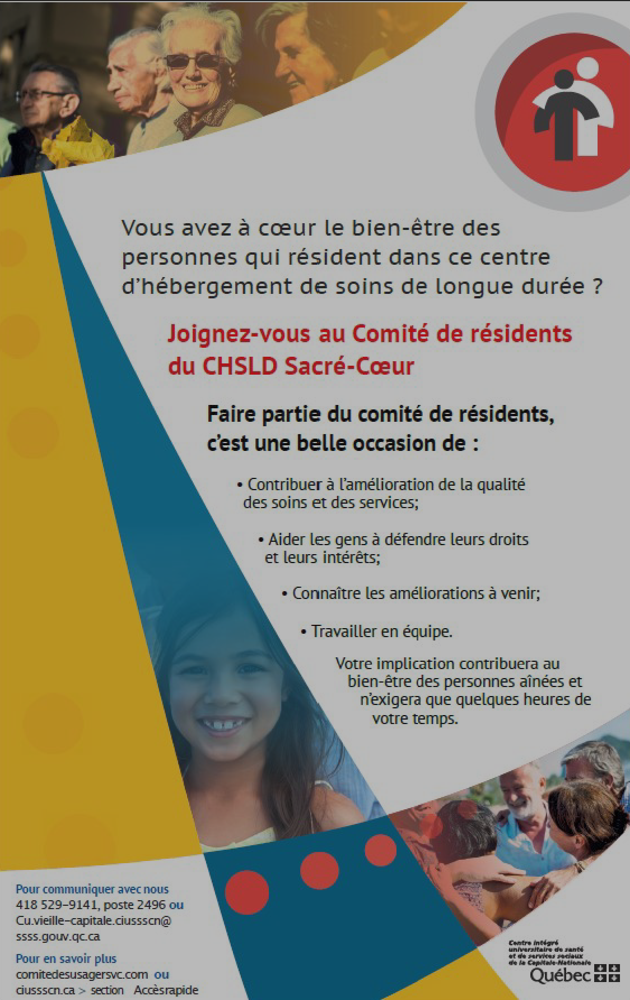 Vous avez à cœur le bien-être des
personnes qui résident dans ce centre
d'hébergement de soins de longue durée ?
Joignez-vous au Comité de résidents
du CHSLD Sacré-Cœur
Faire partie du comité de résidents,
c'est une belle occasion de :
• Contribuer à l'amélioration de la qualité
des soins et des services;
• Aider les gens à défendre leurs droits
et leurs intérêts;
• Connaître les améliorations à venir;
• Travailler en équipe.
Votre implication contribuera au
bien-être des personnes aînées et
n'exigera que quelques heures de
votre temps.
Pour communiquer avec nous
418 529-9141, poste 2496 ou
Cu.vieille-capitale.ciussscn@
ssss.gouv.qc.ca
Pour en savoir plus
comitedesusagersvc.com ou
ciussscn.ca > section Accèsrapide
Centre intégré
universitaire de santé
et de services sociaux
de la Capitale-Nationale
Québec